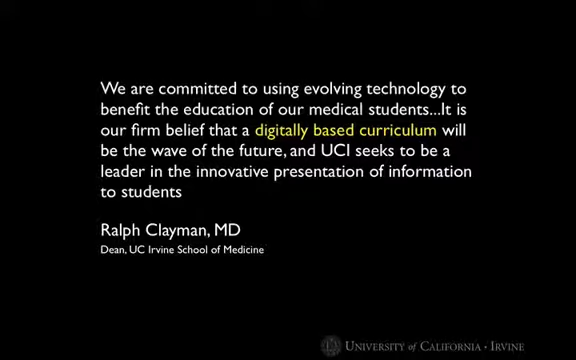 We are committed to using evolving technology to
benefit the education of our medical students...It is
our firm belief that a digitally based curriculum will
be the wave of the future, and UCI seeks to be a
leader in the innovative presentation of information
to students
Ralph Clayman, MD
Dean, UC Irvine School of Medicine
UNIVERSITY of CALIFORNIA · IRVINE